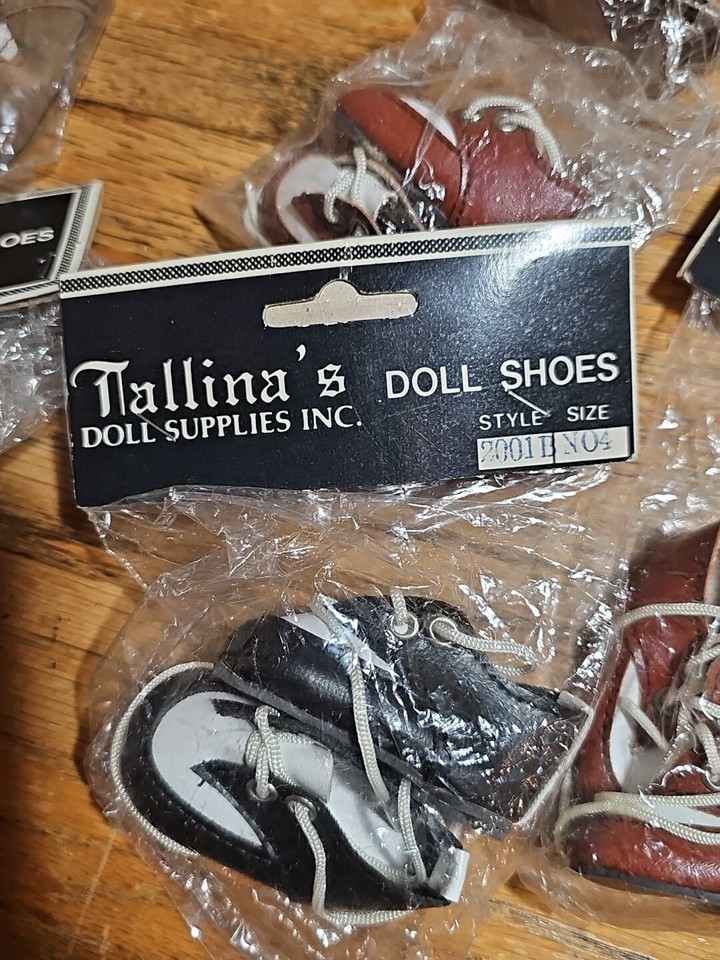 OES
Tallina's
DOLL SUPPLIES INC.
DOLL SHOES
STYLE SIZE
2001B NO4